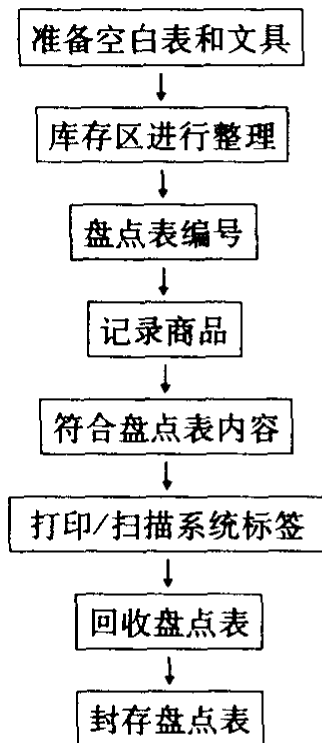 准备空白表和文具
库存区进行整理
盘点表编号
记录商品
符合盘点表内容
打印/扫描系统标签
回收盘点表
封存盘点表